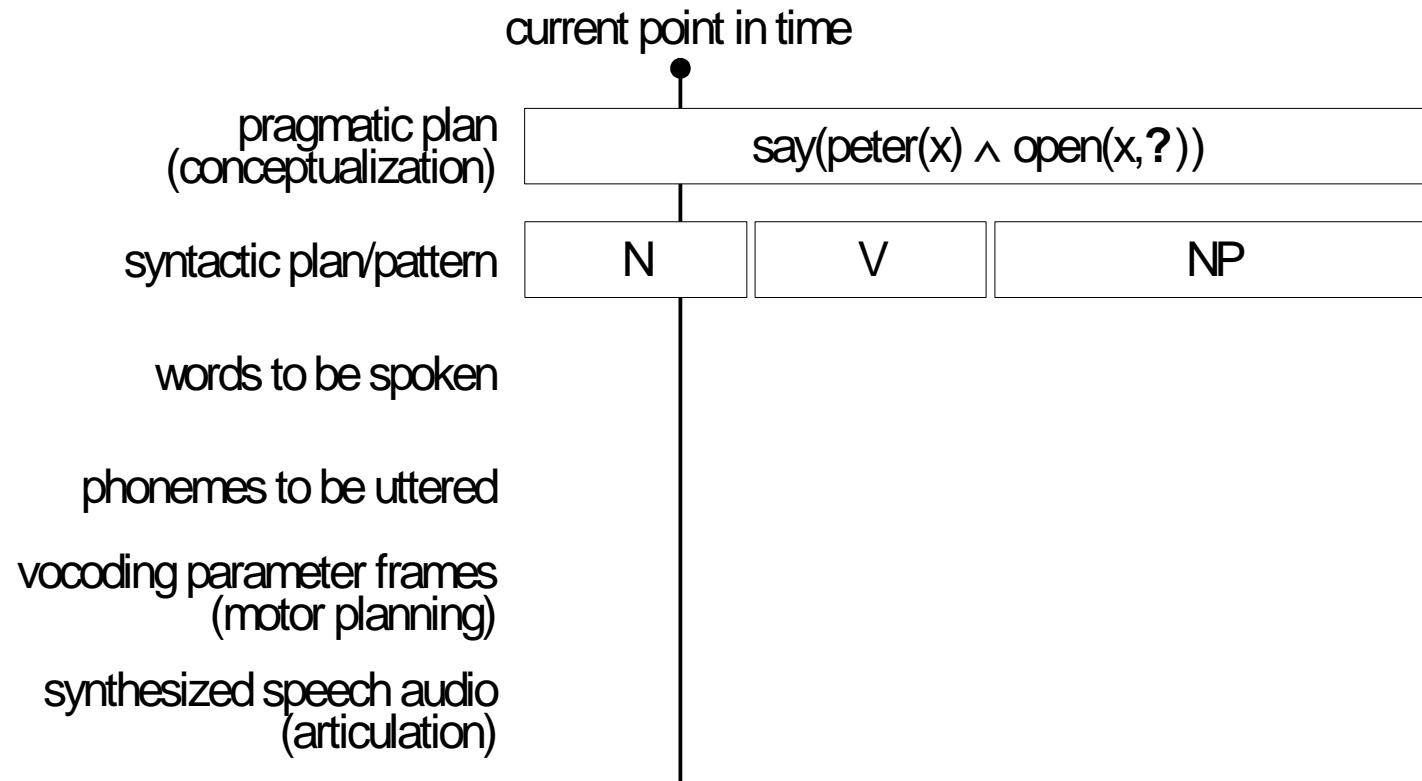 current point in time
pragmatic plan
(conceptualization)
say(peter(x) ∧ open(x,?))
syntactic plan/pattern
N
V
NP
words to be spoken
phonemes to be uttered
vocoding parameter frames
(motor planning)
synthesized speech audio
(articulation)